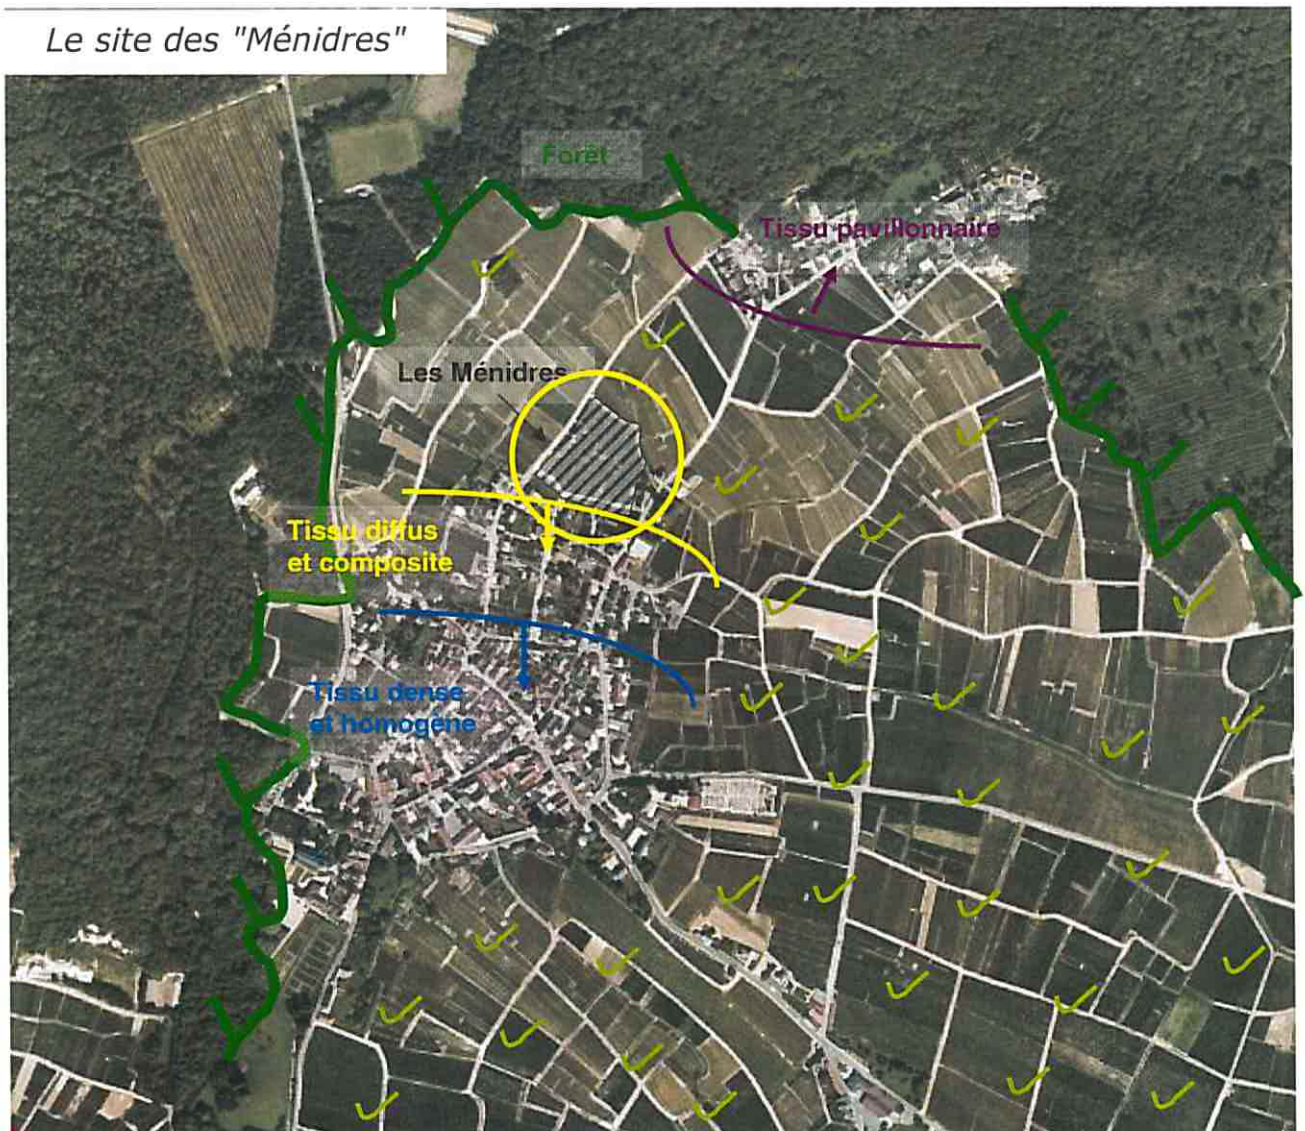 Le site des "Ménidres"
Forêt
Tissu pavillonnaire
Les Ménidres
Tissu diffus
et composite
Tissu dense
et homogène